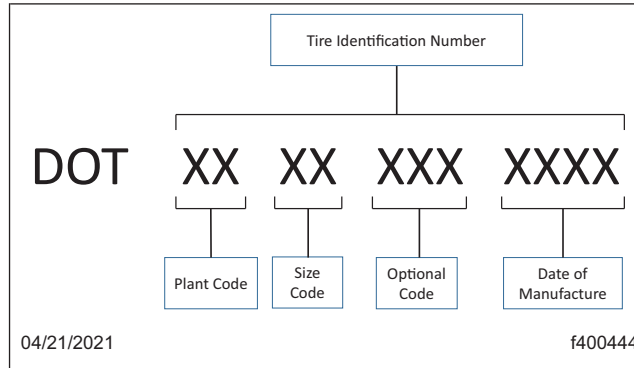 Tire Identification Number
DOT XX XX XXX XXXX
Plant Code
Size
Code
Optional
Code
Date of
Manufacture
04/21/2021
f400444